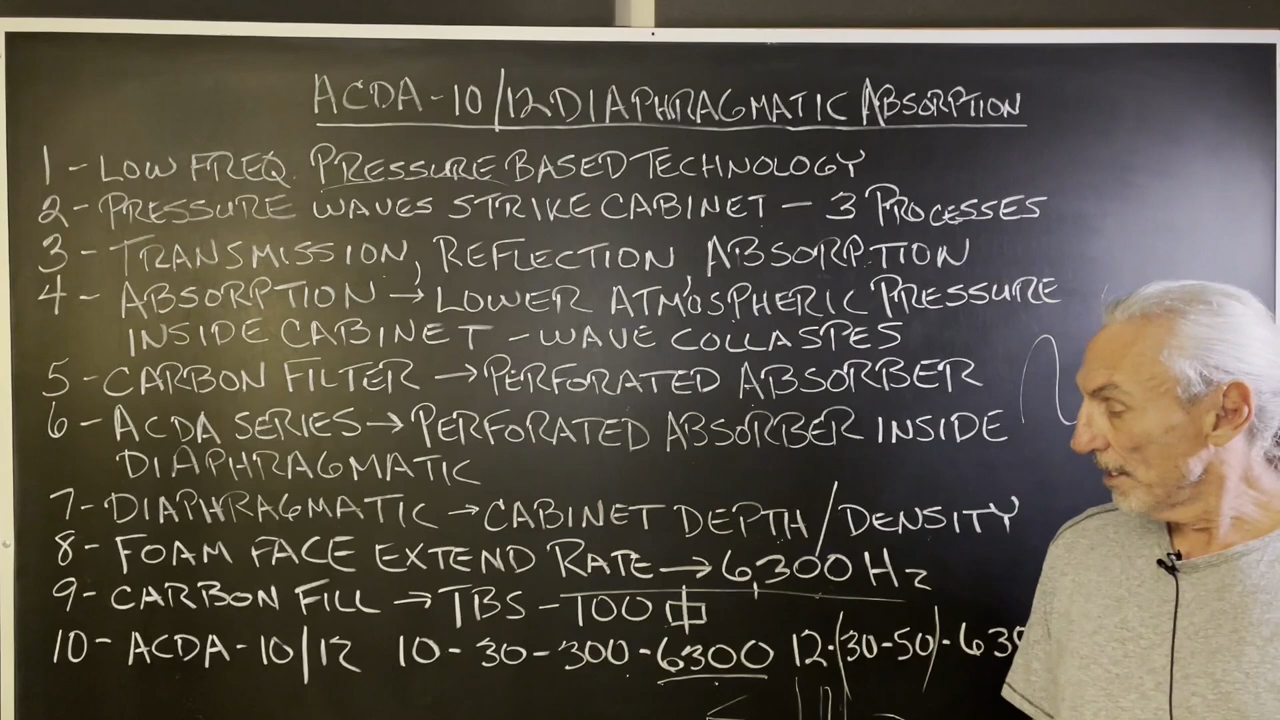 ACDA-10/12 DIAPHRAGMATIC ABSORPTION
1- LOW FREQ. PRESSURE BASED TECHNOLOGY
2- PRESSURE WAVES STRIKE CABINET - 3 PROCESSES
3- TRANSMISSION, REFLECTION, ABSORPTION
4- ABSORPTION → LOWER ATMOSPHERIC PRESSURE
INSIDE CABINET - WAVE COLLASPES
5- CARBON FILTER → PERFORATED ABSORBER
6- ACDA SERIES → PERFORATED ABSORBER INSIDE
DIAPHRAGMATIC
7- DIAPHRAGMATIC → CABINET DEPTH/DENSITY
8- FOAM FACE EXTEND RATE → 6,300 Hz
9- CARBON FILL → TBS - 100
10- ACDA-10/12 10-30-300-6300 12-(30-50)-